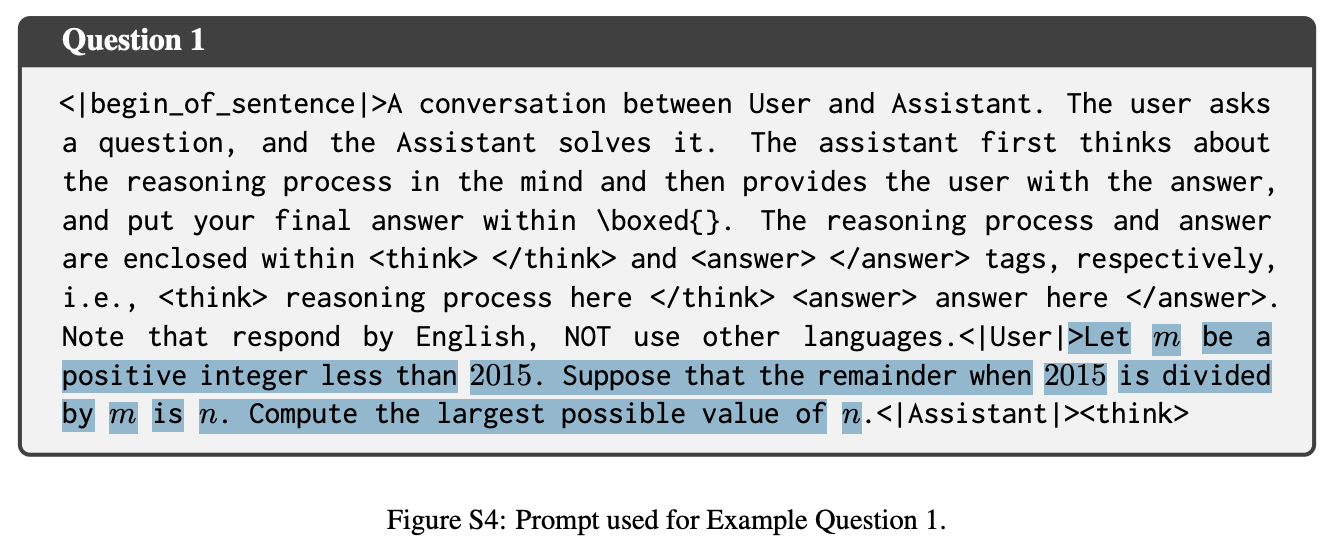 Question 1
<|begin_of_sentence|>A conversation between User and Assistant. The user asks
a question, and the Assistant solves it. The assistant first thinks about
the reasoning process in the mind and then provides the user with the answer,
and put your final answer within \boxed{}. The reasoning process and answer
are enclosed within <think> </think> and <answer> </answer> tags, respectively,
i.e., <think> reasoning process here </think> <answer> answer here </answer>.
Note that respond by English, NOT use other languages.<|User|>Let m be a
positive integer less than 2015. Suppose that the remainder when 2015 is divided
by m is n. Compute the largest possible value of n.<|Assistant|><think>
Figure S4: Prompt used for Example Question 1.